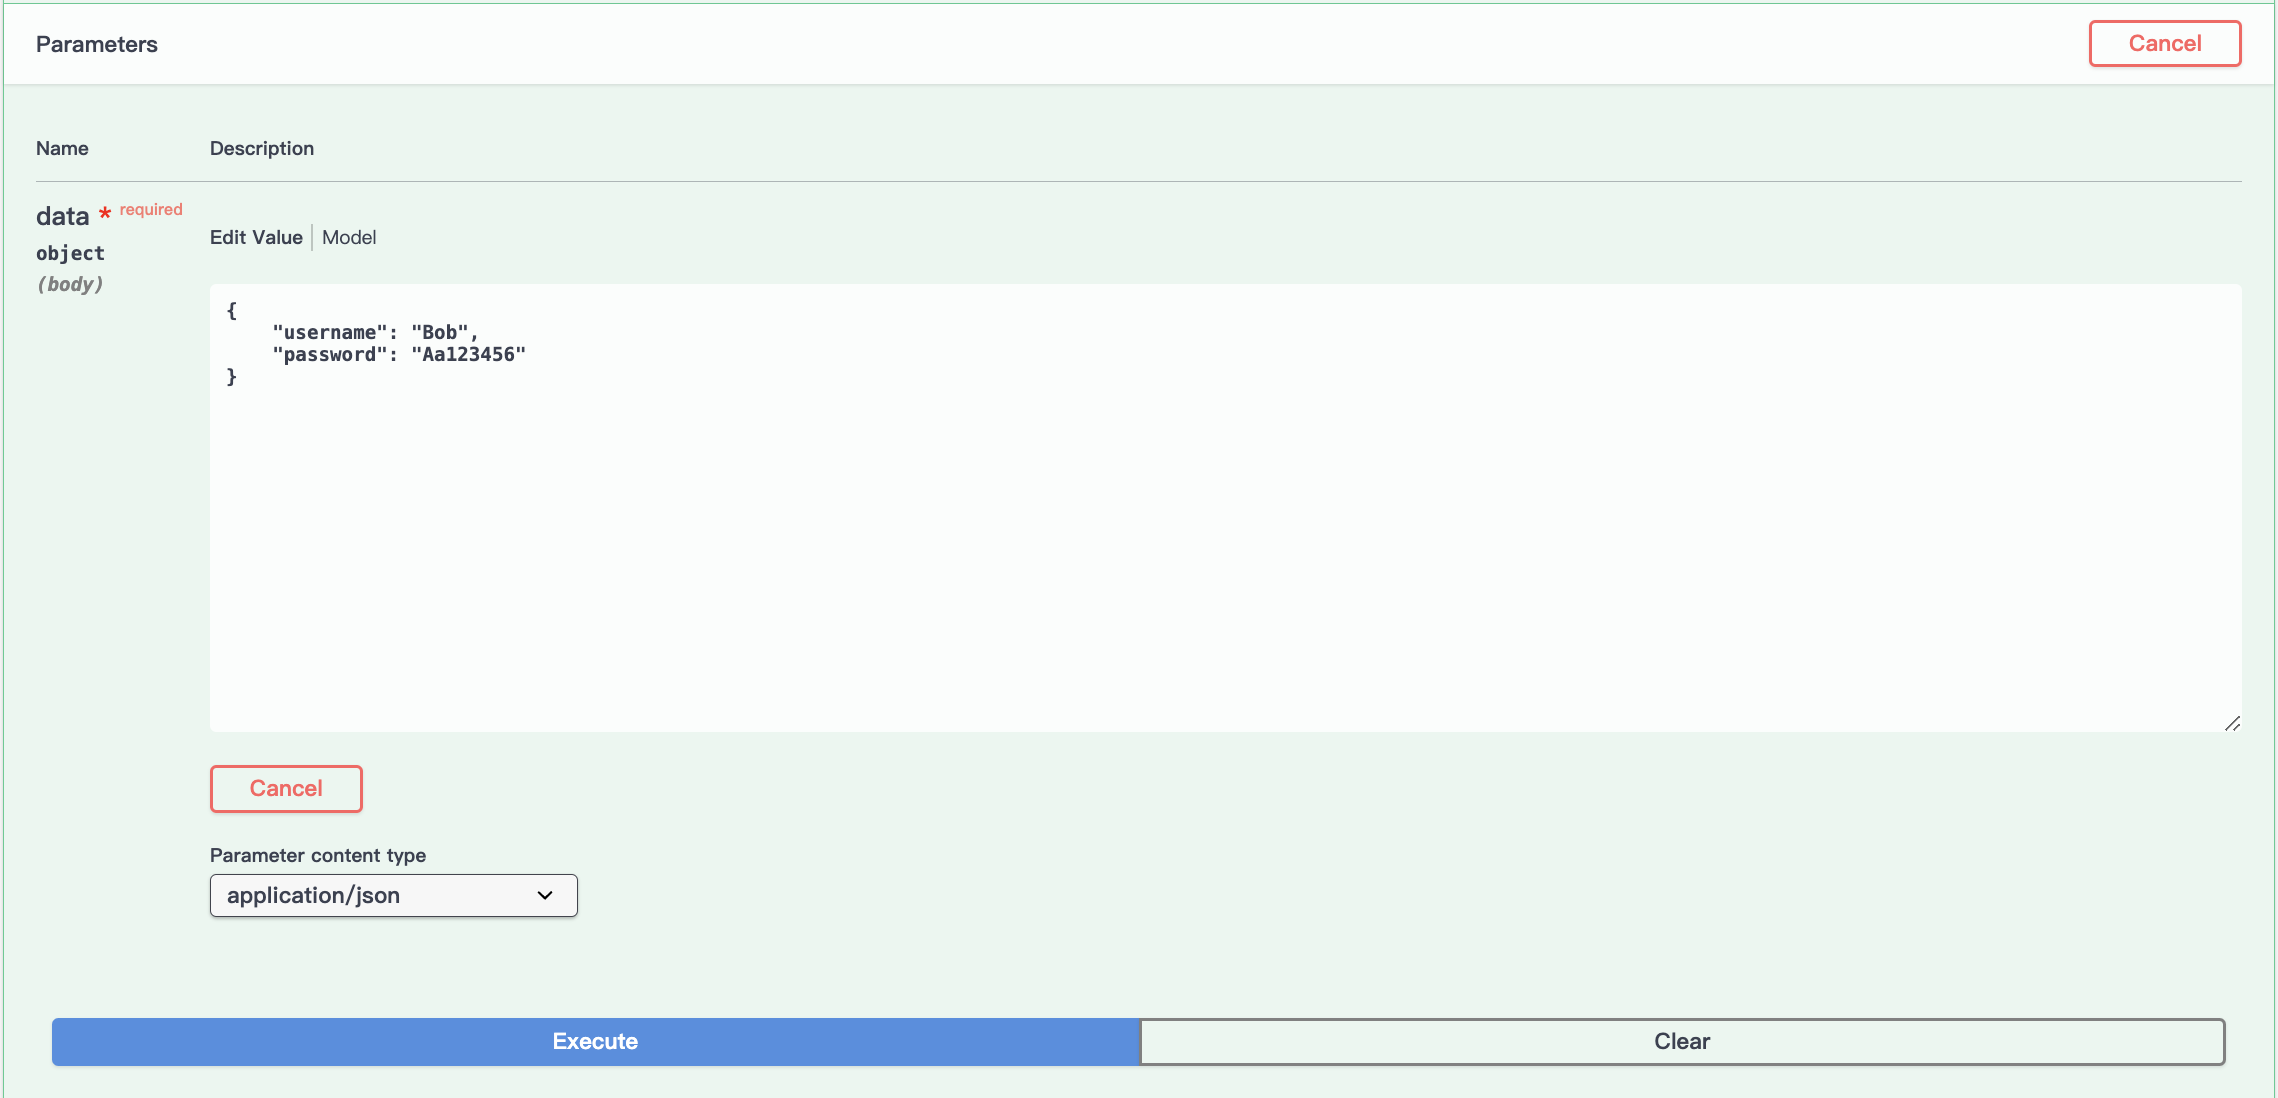 Parameters
Cancel
Name Description
data * required
object
(body)
Edit Value | Model
{
    "username": "Bob",
    "password": "Aa123456"
}
Cancel
Parameter content type
application/json
Execute
Clear